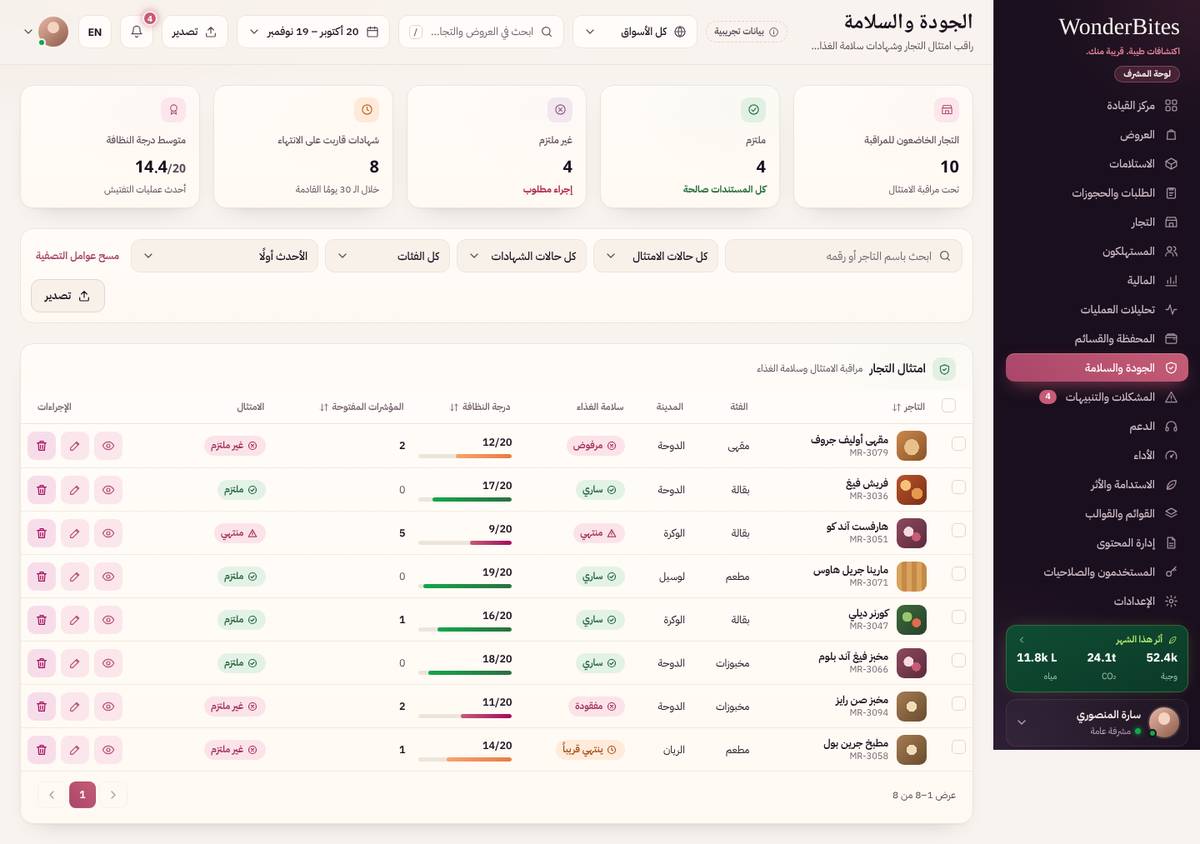 WonderBites
اكتشافات طيبة. قريبة منك.
لوحة المشرف
مركز القيادة
العروض
الاستلامات
الطلبات والحجوزات
التجار
المستهلكون
المالية
تحليلات العمليات
المحفظة والقسائم
الجودة والسلامة
المشكلات والتنبيهات 4
الدعم
الأداء
الاستدامة والأثر
القوائم والقوالب
إدارة المحتوى
المستخدمون والصلاحيات
الإعدادات
أثر هذا الشهر
52.4k 24.1t 11.8k L
وجبة CO₂ مياه
سارة المنصوري
مشرفة عامة
الجودة والسلامة
راقب امتثال التجار وشهادات سلامة الغذا...
بيانات تجريبية
كل الأسواق
ابحث في العروض والتجا... /
20 أكتوبر – 19 نوفمبر
تصدير
4
EN
التجار الخاضعون للمراقبة
10
تحت مراقبة الامتثال
ملتزم
4
كل المستندات صالحة
غير ملتزم
4
إجراء مطلوب
شهادات قاربت على الانتهاء
8
خلال الـ 30 يومًا القادمة
متوسط درجة النظافة
14.4/20
أحدث عمليات التفتيش
ابحث باسم التاجر أو رقمه
كل حالات الامتثال
كل حالات الشهادات
كل الفئات
الأحدث أولًا
مسح عوامل التصفية
تصدير
امتثال التجار مراقبة الامتثال وسلامة الغذاء
التاجر الفئة المدينة سلامة الغذاء درجة النظافة المؤشرات المفتوحة الامتثال الإجراءات
مقهى أوليف جروف مقهى الدوحة مرفوض 12/20 2 غير ملتزم
MR-3079
فريش فيغ بقالة الدوحة ساري 17/20 0 ملتزم
MR-3036
هارفست آند كو بقالة الوكرة منتهي 9/20 5 منتهي
MR-3051
مارينا جريل هاوس مطعم لوسيل ساري 19/20 0 ملتزم
MR-3071
كورنر ديلي بقالة الوكرة ساري 16/20 1 ملتزم
MR-3047
مخبز فيغ آند بلوم مخبوزات الدوحة ساري 18/20 0 ملتزم
MR-3066
مخبز صن رايز مخبوزات الدوحة مفقودة 11/20 2 غير ملتزم
MR-3094
مطبخ جرين بول مطعم الريان ينتهي قريباً 14/20 1 غير ملتزم
MR-3058
عرض 1–8 من 8
1